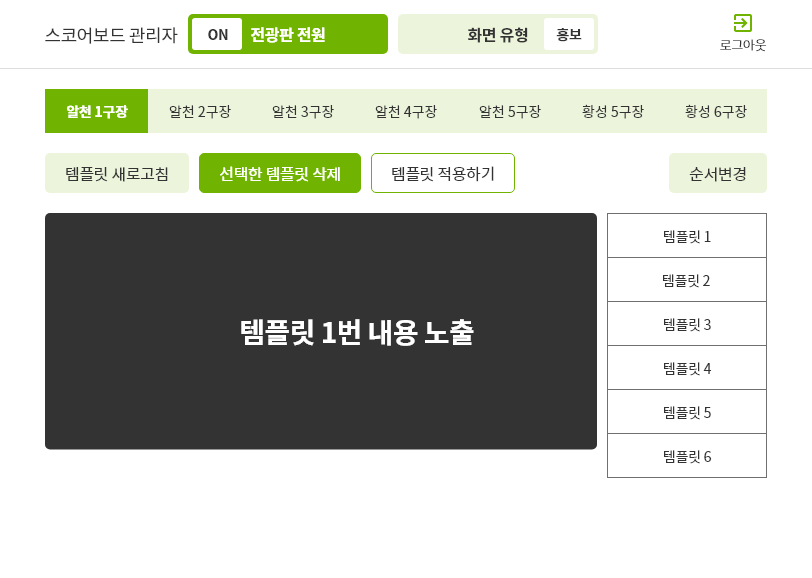 스코어보드 관리자 ON 전광판 전원 화면 유형 홍보
로그아웃
알천 1구장 알천 2구장 알천 3구장 알천 4구장 알천 5구장 황성 5구장 황성 6구장
템플릿 새로고침 선택한 템플릿 삭제 템플릿 적용하기 순서변경
템플릿 1번 내용 노출
템플릿 1
템플릿 2
템플릿 3
템플릿 4
템플릿 5
템플릿 6